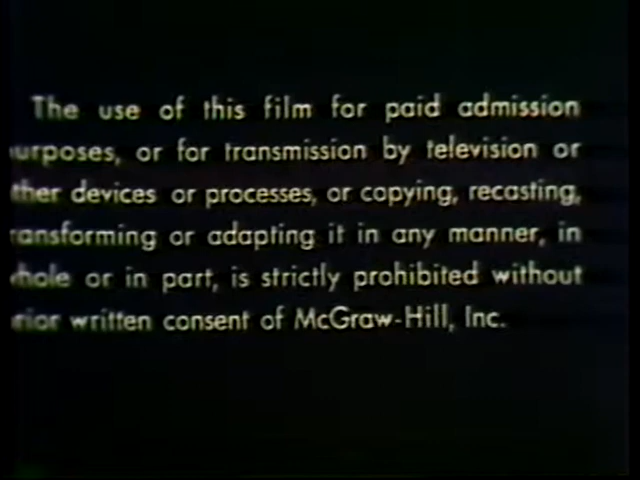 The use of this film for paid admission
urposes, or for transmission by television or
ther devices or processes, or copying, recasting,
ransforming or adapting it in any manner, in
hole or in part, is strictly prohibited without
rior written consent of McGraw-Hill, Inc.